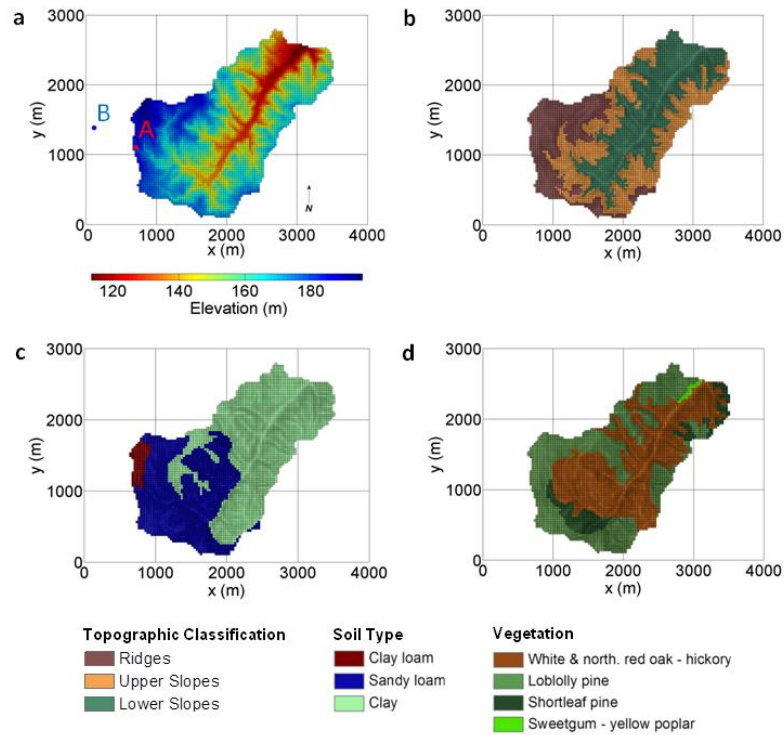 a
b
3000
2000
1000
0
y (m)
B
A
N
0
1000
2000
3000
4000
x (m)
3000
2000
1000
0
y (m)
0
1000
2000
3000
4000
x (m)
120
140
160
180
Elevation (m)
c
d
3000
2000
1000
0
y (m)
0
1000
2000
3000
4000
x (m)
3000
2000
1000
0
y (m)
0
1000
2000
3000
4000
x (m)
Topographic Classification
Ridges
Upper Slopes
Lower Slopes
Soil Type
Clay loam
Sandy loam
Clay
Vegetation
White & north. red oak - hickory
Loblolly pine
Shortleaf pine
Sweetgum - yellow poplar